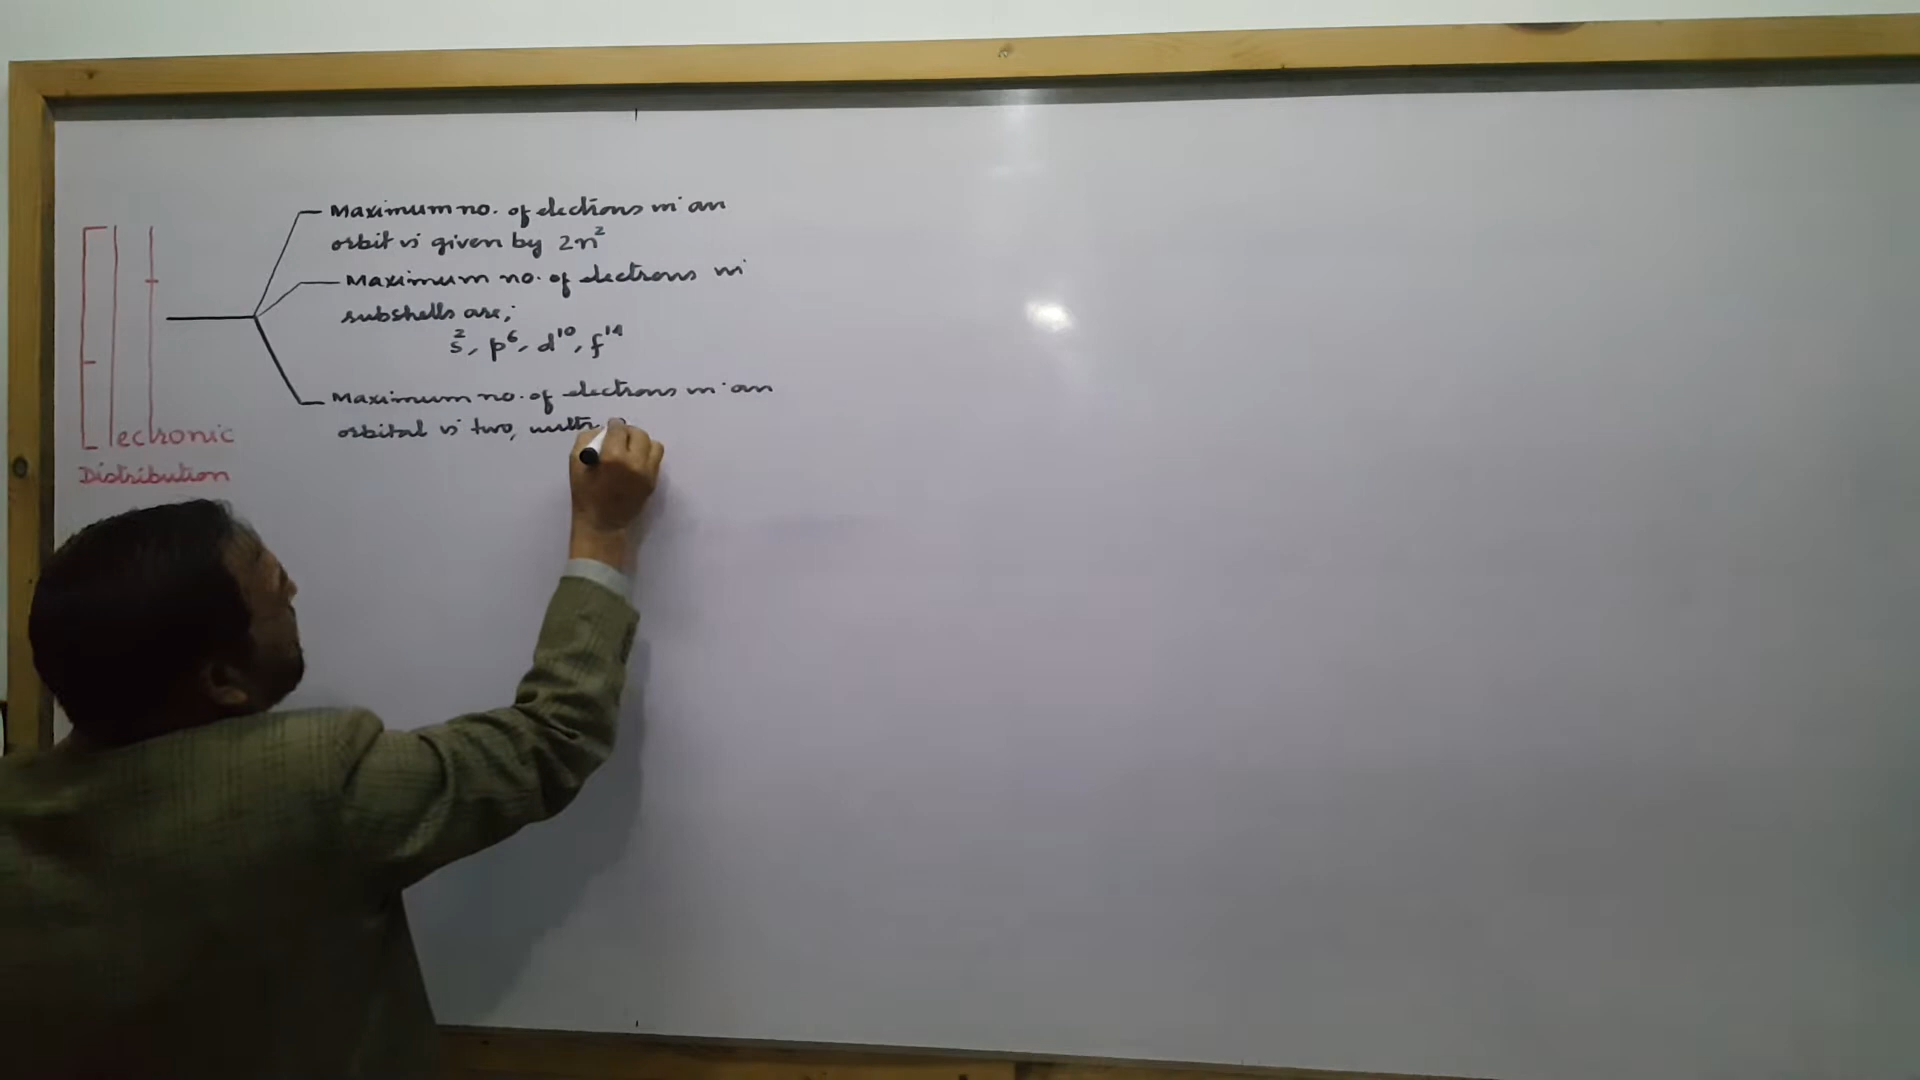 Electronic
Distribution
Maximum no. of electrons in an
orbit is given by 2n²
Maximum no. of electrons in
subshells are;
s², p⁶, d¹⁰, f¹⁴
Maximum no. of electrons in an
orbital is two, with